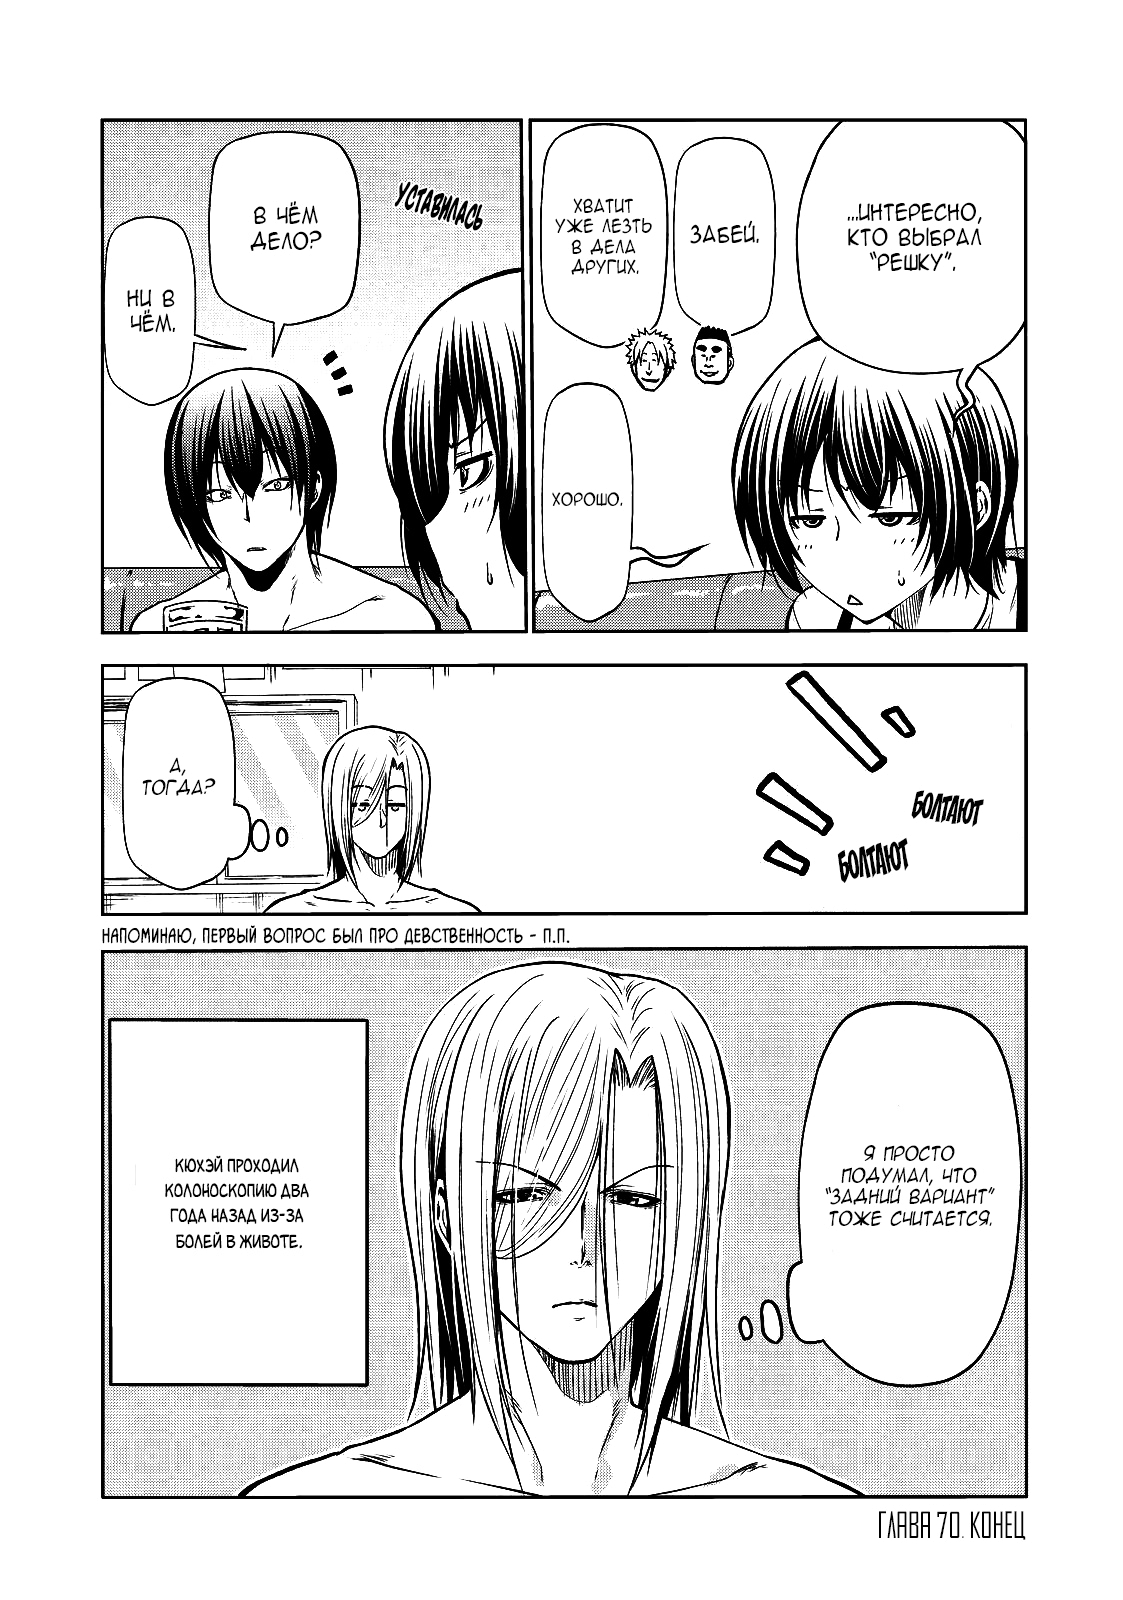 ...ИНТЕРЕСНО,
КТО ВЫБРАЛ
"РЕШКУ".
ЗАБЕЙ.
ХВАТИТ
УЖЕ ЛЕЗТЬ
В ДЕЛА
ДРУГИХ.
ХОРОШО.
УСТАВИЛАСЬ
В ЧЁМ
ДЕЛО?
НИ В
ЧЁМ.
БОЛТАЮТ
БОЛТАЮТ
А,
ТОГДА?
НАПОМИНАЮ, ПЕРВЫЙ ВОПРОС БЫЛ ПРО ДЕВСТВЕННОСТЬ - П.П.
Я ПРОСТО
ПОДУМАЛ, ЧТО
"ЗАДНИЙ ВАРИАНТ"
ТОЖЕ СЧИТАЕТСЯ.
КЮХЭЙ ПРОХОДИЛ
КОЛОНОСКОПИЮ ДВА
ГОДА НАЗАД ИЗ-ЗА
БОЛЕЙ В ЖИВОТЕ.
ГЛАВА 70. КОНЕЦ